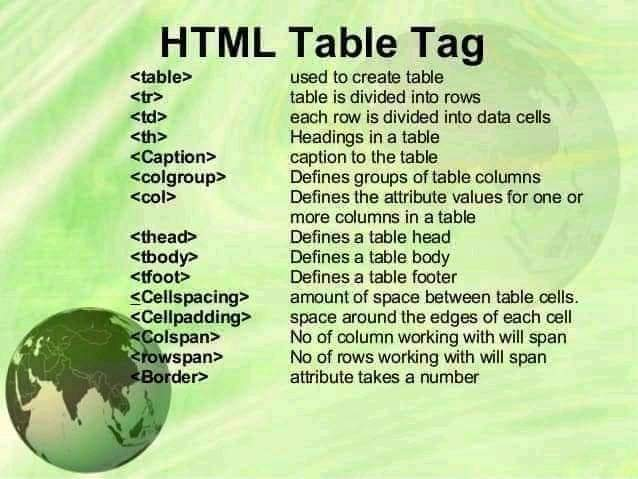 HTML Table Tag
<table> used to create table
<tr> table is divided into rows
<td> each row is divided into data cells
<th> Headings in a table
<Caption> caption to the table
<colgroup> Defines groups of table columns
<col> Defines the attribute values for one or
more columns in a table
<thead> Defines a table head
<tbody> Defines a table body
<tfoot> Defines a table footer
<Cellspacing> amount of space between table cells.
<Cellpadding> space around the edges of each cell
<Colspan> No of column working with will span
<rowspan> No of rows working with will span
<Border> attribute takes a number